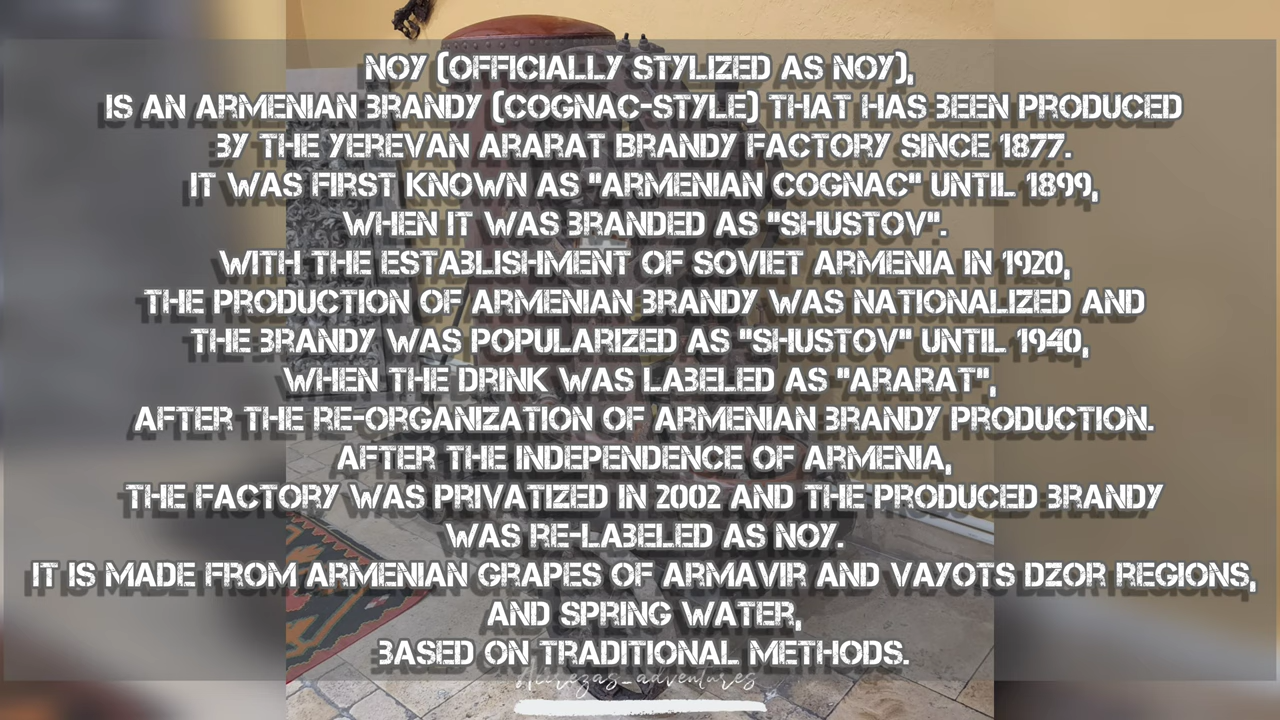 NOY (OFFICIALLY STYLIZED AS NOY),
IS AN ARMENIAN BRANDY (COGNAC-STYLE) THAT HAS BEEN PRODUCED
BY THE YEREVAN ARARAT BRANDY FACTORY SINCE 1877.
IT WAS FIRST KNOWN AS "ARMENIAN COGNAC" UNTIL 1899,
WHEN IT WAS BRANDED AS "SHUSTOV".
WITH THE ESTABLISHMENT OF SOVIET ARMENIA IN 1920,
THE PRODUCTION OF ARMENIAN BRANDY WAS NATIONALIZED AND
THE BRANDY WAS POPULARIZED AS "SHUSTOV" UNTIL 1940,
WHEN THE DRINK WAS LABELED AS "ARARAT",
AFTER THE RE-ORGANIZATION OF ARMENIAN BRANDY PRODUCTION.
AFTER THE INDEPENDENCE OF ARMENIA,
THE FACTORY WAS PRIVATIZED IN 2002 AND THE PRODUCED BRANDY
WAS RE-LABELED AS NOY.
IT IS MADE FROM ARMENIAN GRAPES OF ARMAVIR AND VAYOTS DZOR REGIONS,
AND SPRING WATER,
BASED ON TRADITIONAL METHODS.
Alirezas_adventures